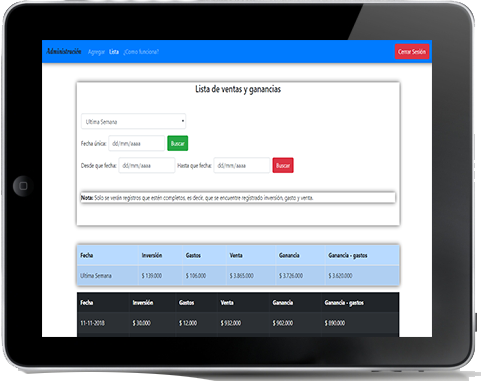 Administración Agregar Lista ¿Como funciona? Cerrar Sesión
Lista de ventas y ganancias
Ultima Semana
Fecha única: dd/mm/aaaa Buscar
Desde que fecha: dd/mm/aaaa Hasta que fecha: dd/mm/aaaa Buscar
Nota: Solo se verán registros que estén completos, es decir, que se encuentre registrado inversión, gasto y venta.
Fecha Inversión Gastos Venta Ganancia Ganancia - gastos
Ultima Semana $ 139.000 $ 106.000 $ 3.865.000 $ 3.726.000 $ 3.620.000
Fecha Inversión Gastos Venta Ganancia Ganancia - gastos
11-11-2018 $ 30.000 $ 12.000 $ 932.000 $ 902.000 $ 890.000